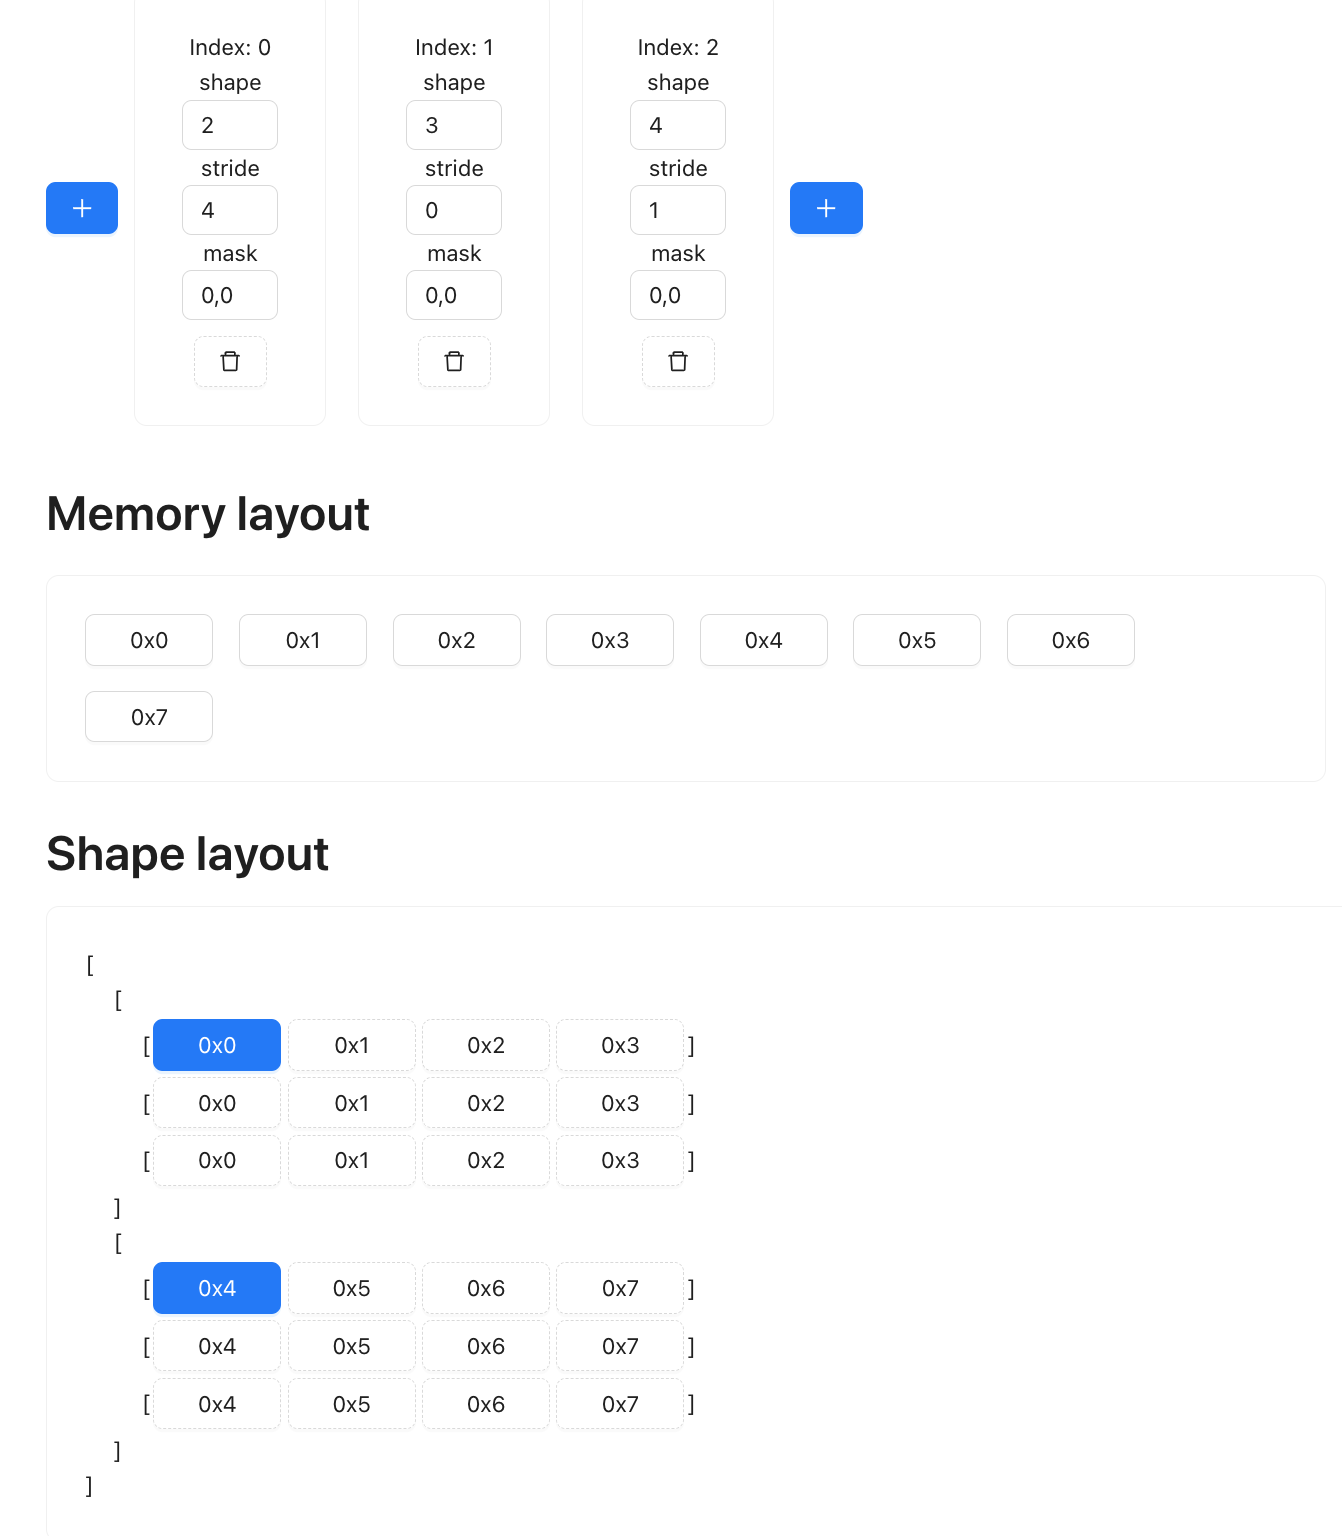 Index: 0 Index: 1 Index: 2
shape shape shape
2 3 4
stride stride stride
+ 4 0 1 +
mask mask mask
0,0 0,0 0,0
Memory layout
0x0 0x1 0x2 0x3 0x4 0x5 0x6
0x7
Shape layout
[
[
[ 0x0 0x1 0x2 0x3 ]
[ 0x0 0x1 0x2 0x3 ]
[ 0x0 0x1 0x2 0x3 ]
]
[
[ 0x4 0x5 0x6 0x7 ]
[ 0x4 0x5 0x6 0x7 ]
[ 0x4 0x5 0x6 0x7 ]
]
]